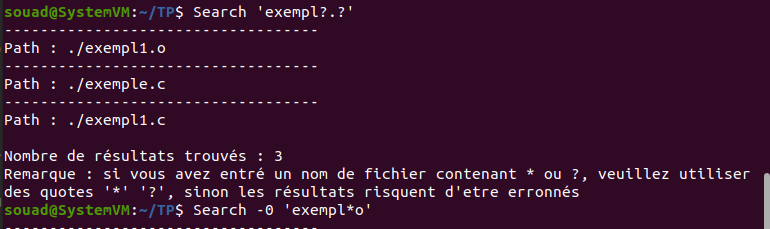 souad@SystemVM:~/TP$ Search 'exempl?.?'
------------------------------------
Path : ./exempl1.o
------------------------------------
Path : ./exemple.c
------------------------------------
Path : ./exempl1.c
Nombre de résultats trouvés : 3
Remarque : si vous avez entré un nom de fichier contenant * ou ?, veuillez utiliser
des quotes '*' '?', sinon les résultats risquent d'etre erronnés
souad@SystemVM:~/TP$ Search -0 'exempl*o'
------------------------------------